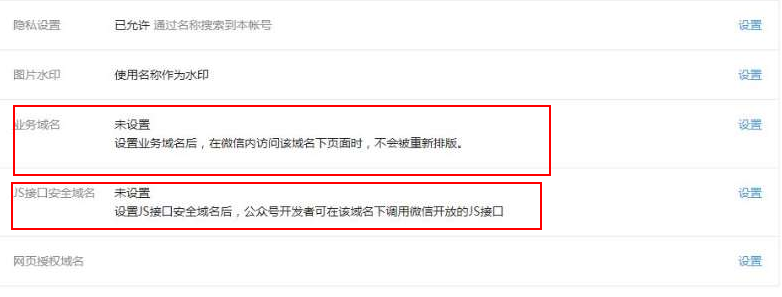 隐私设置 已允许 通过名称搜索到本帐号 设置
图片水印 使用名称作为水印 设置
业务域名 未设置 设置
设置业务域名后，在微信内访问该域名下页面时，不会被重新排版。
JS接口安全域名 未设置 设置
设置JS接口安全域名后，公众号开发者可在该域名下调用微信开放的JS接口
网页授权域名 设置